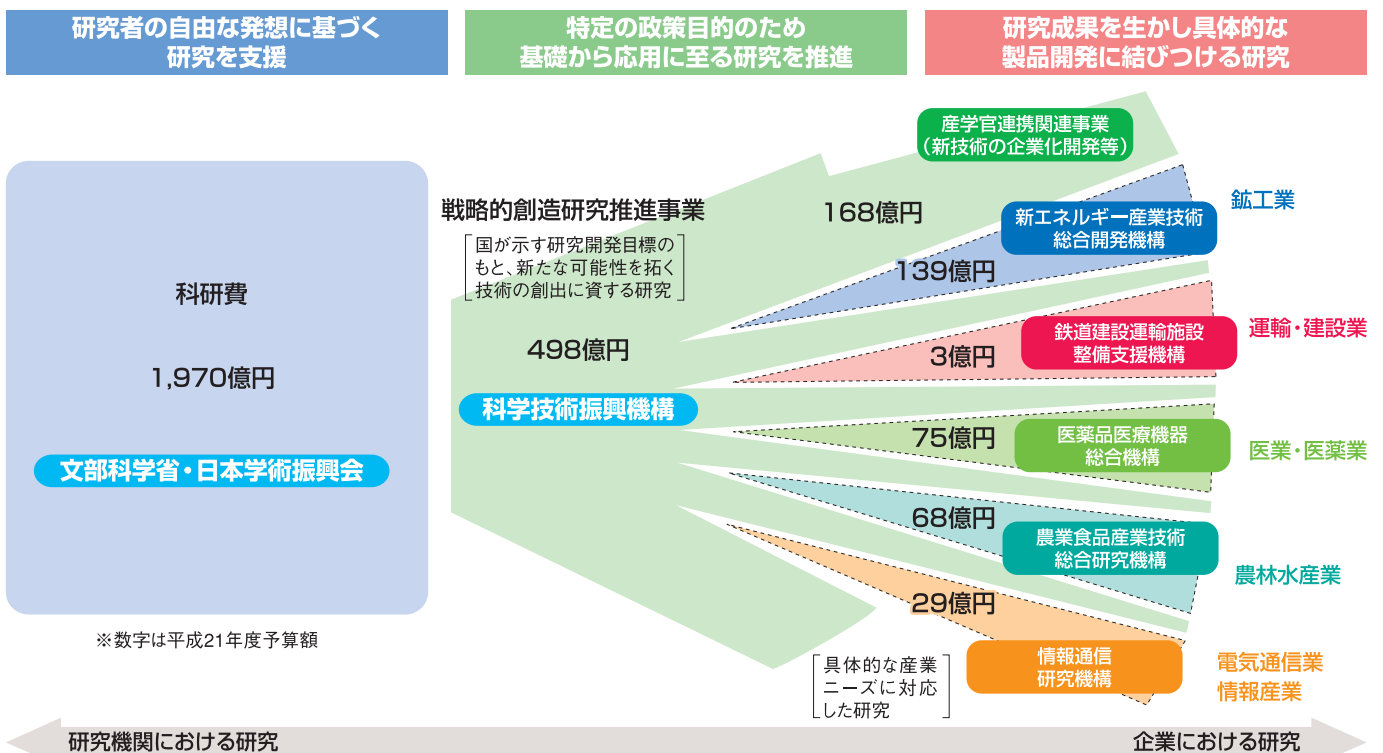 研究者の自由な発想に基づく
研究を支援
特定の政策目的のため
基礎から応用に至る研究を推進
研究成果を生かし具体的な
製品開発に結びつける研究
科研費
1,970億円
文部科学省・日本学術振興会
※数字は平成21年度予算額
戦略的創造研究推進事業
国が示す研究開発目標の
もと、新たな可能性を拓く
技術の創出に資する研究
498億円
科学技術振興機構
産学官連携関連事業
（新技術の企業化開発等）
168億円
鉱工業
新エネルギー産業技術
総合開発機構
139億円
運輸・建設業
鉄道建設運輸施設
整備支援機構
3億円
医業・医薬業
医薬品医療機器
総合機構
75億円
農業食品産業技術
総合研究機構
68億円
農林水産業
29億円
情報通信
研究機構
電気通信業
情報産業
具体的な産業
ニーズに対応
した研究
研究機関における研究
企業における研究